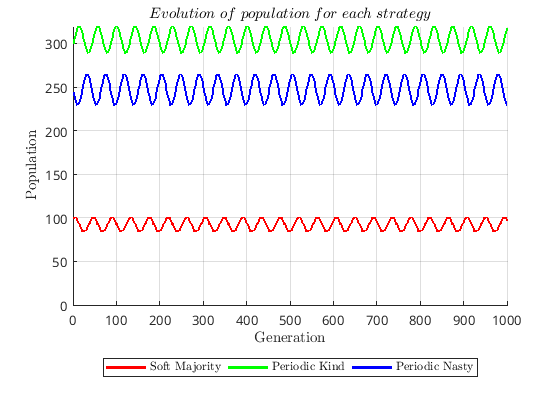 Evolution of population for each strategy
300
250
200
150
100
50
0
Population
0 100 200 300 400 500 600 700 800 900 1000
Generation
Soft Majority Periodic Kind Periodic Nasty